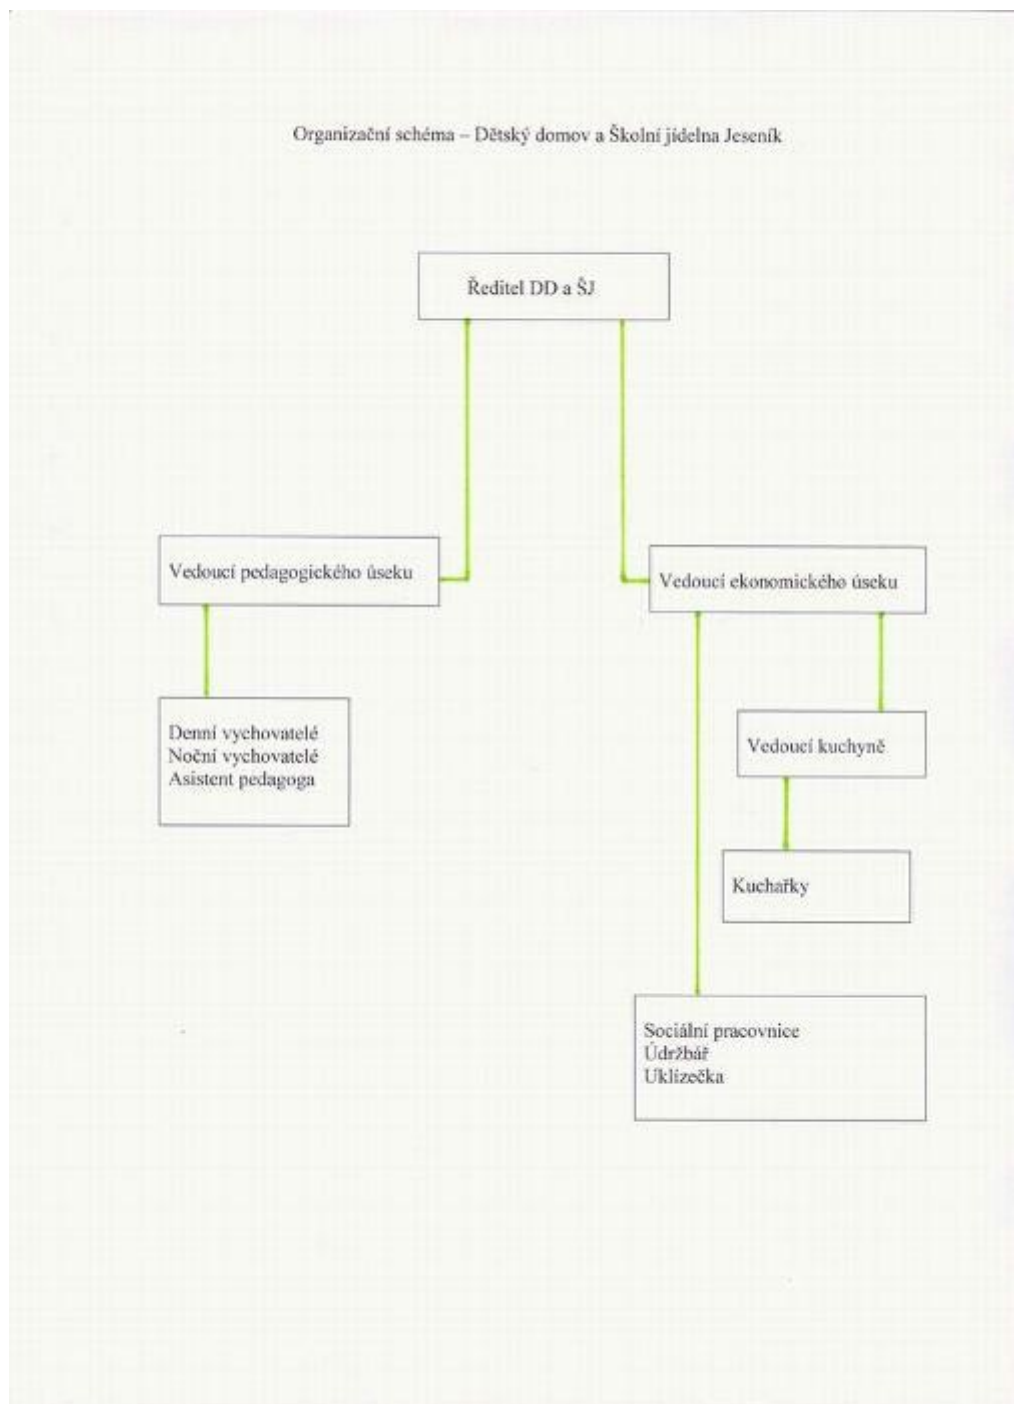 Organizační schéma – Dětský domov a Školní jídelna Jeseník
Ředitel DD a ŠJ
Vedoucí pedagogického úseku
Vedoucí ekonomického úseku
Denní vychovatelé
Noční vychovatelé
Asistent pedagoga
Vedoucí kuchyně
Kuchařky
Sociální pracovnice
Údržbář
Uklízečka